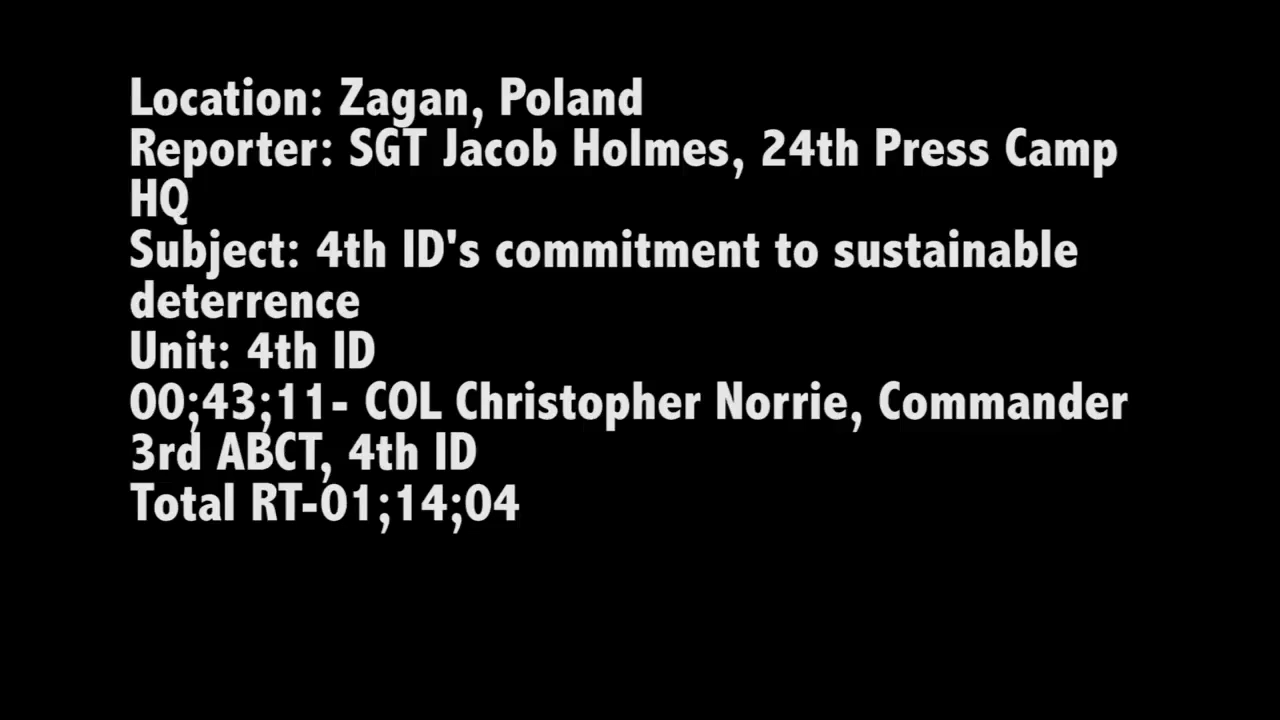 Location: Zagan, Poland
Reporter: SGT Jacob Holmes, 24th Press Camp
HQ
Subject: 4th ID's commitment to sustainable
deterrence
Unit: 4th ID
00;43;11- COL Christopher Norrie, Commander
3rd ABCT, 4th ID
Total RT-01;14;04